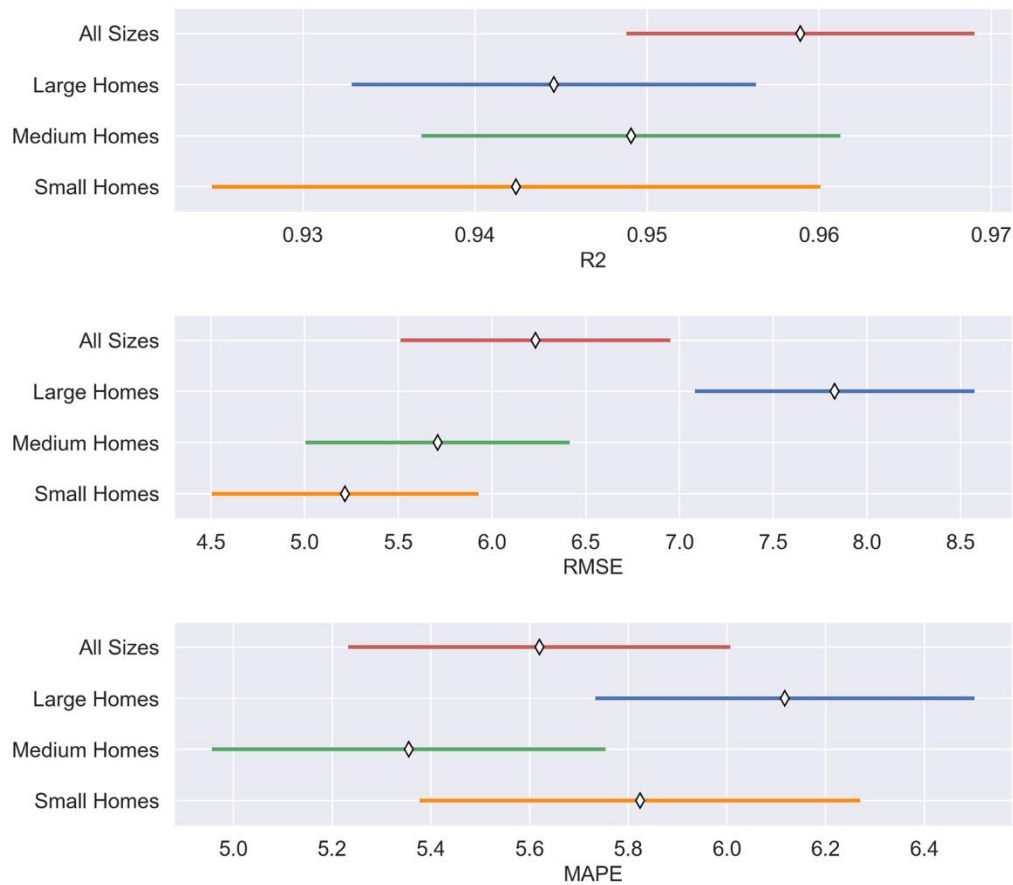 All Sizes
Large Homes
Medium Homes
Small Homes
0.93 0.94 0.95 0.96 0.97
R2
All Sizes
Large Homes
Medium Homes
Small Homes
4.5 5.0 5.5 6.0 6.5 7.0 7.5 8.0 8.5
RMSE
All Sizes
Large Homes
Medium Homes
Small Homes
5.0 5.2 5.4 5.6 5.8 6.0 6.2 6.4
MAPE